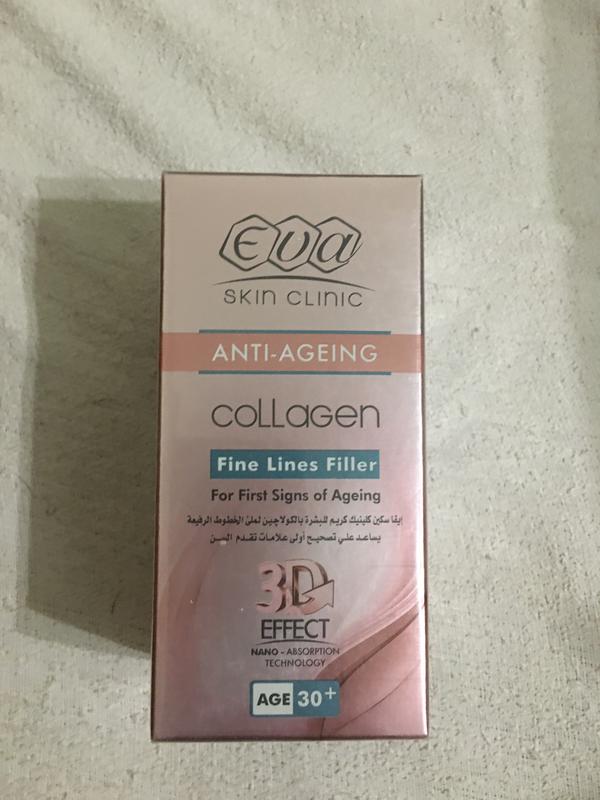 Eva
SKIN CLINIC
ANTI-AGEING
coLLagen
Fine Lines Filler
For First Signs of Ageing
إيفا سكين كلينيك كريم للبشرة بالكولاجين لملئ الخطوط الرفيعة
يساعد علي تصحيح أولى علامات تقدم السن
3D
EFFECT
NANO - ABSORPTION
TECHNOLOGY
AGE 30+